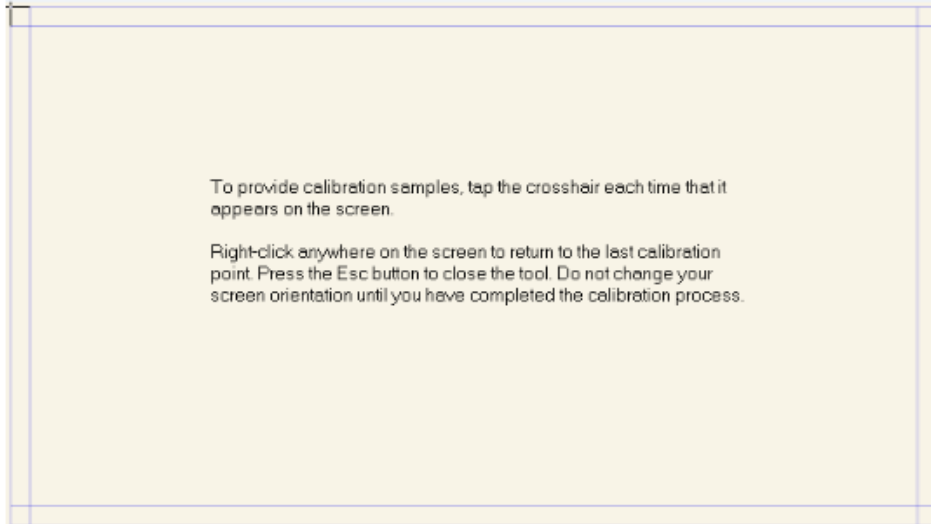 To provide calibration samples, tap the crosshair each time that it
appears on the screen.
Right-click anywhere on the screen to return to the last calibration
point. Press the Esc button to close the tool. Do not change your
screen orientation until you have completed the calibration process.